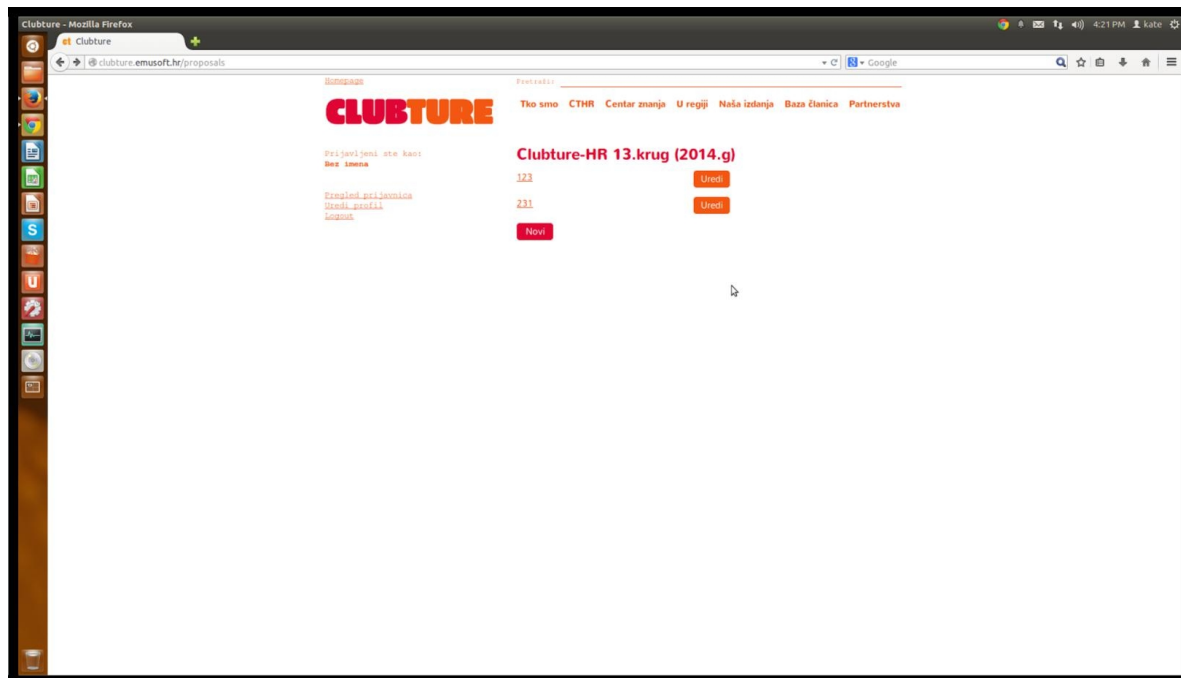 Clubture - Mozilla Firefox
4:21 PM kate
ct Clubture
clubture.emusoft.hr/proposals
Google
Homepage
Pretraži:
CLUBTURE
Tko smo CTHR Centar znanja U regiji Naša izdanja Baza članica Partnerstva
Prijavljeni ste kao:
Bez imena
Pregled prijavnica
Uredi profil
Logout
Clubture-HR 13.krug (2014.g)
123 Uredi
231 Uredi
Novi